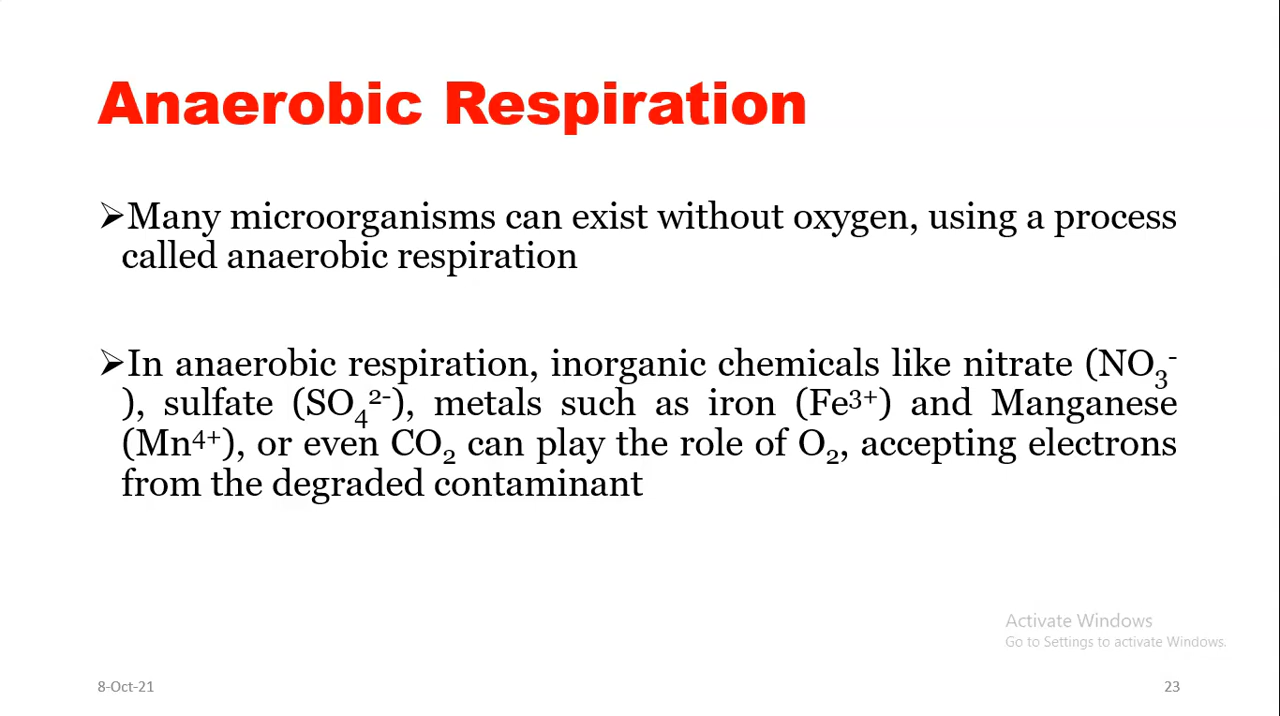 Anaerobic Respiration
➢Many microorganisms can exist without oxygen, using a process
called anaerobic respiration
➢In anaerobic respiration, inorganic chemicals like nitrate (NO₃⁻
), sulfate (SO₄²⁻), metals such as iron (Fe³⁺) and Manganese
(Mn⁴⁺), or even CO₂ can play the role of O₂, accepting electrons
from the degraded contaminant
Activate Windows
Go to Settings to activate Windows.
8-Oct-21
23